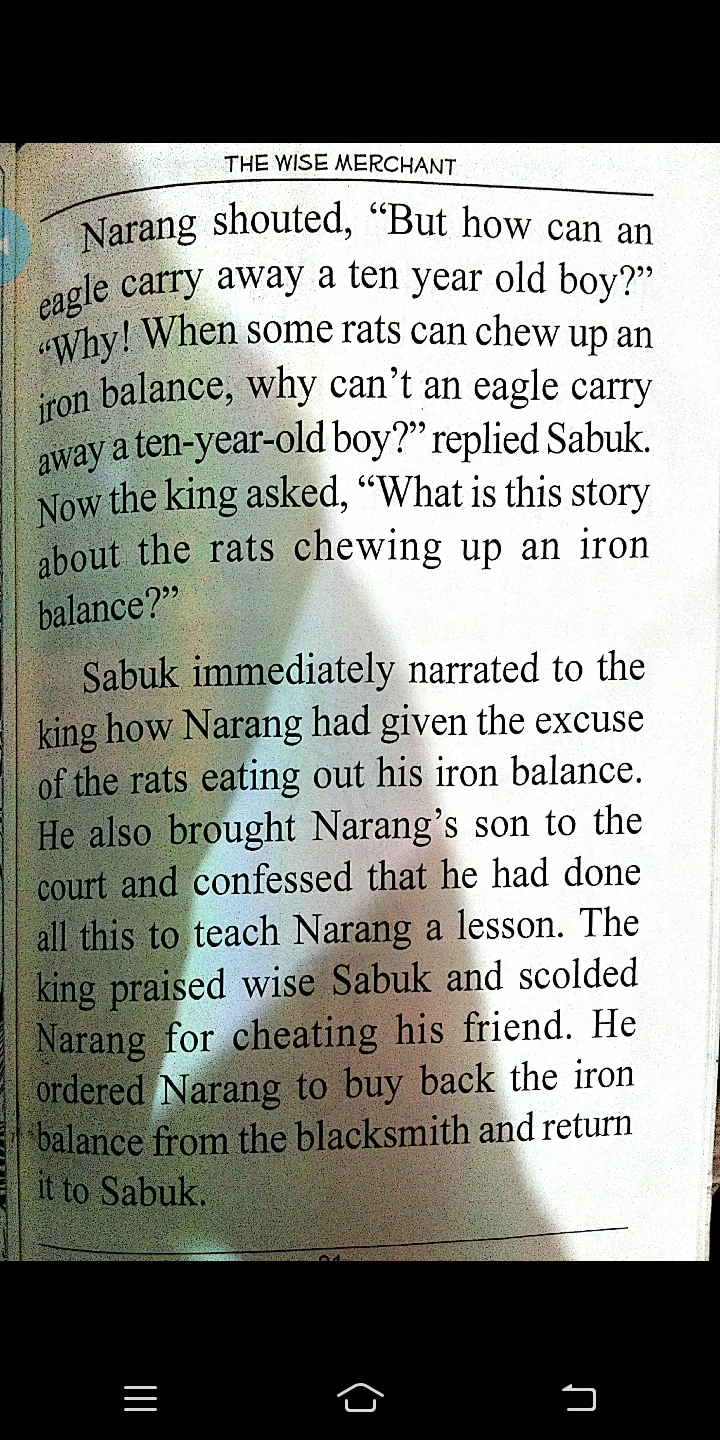 THE WISE MERCHANT
Narang shouted, “But how can an
eagle carry away a ten year old boy?”
“Why! When some rats can chew up an
iron balance, why can’t an eagle carry
away a ten-year-old boy?” replied Sabuk.
Now the king asked, “What is this story
about the rats chewing up an iron
balance?”
Sabuk immediately narrated to the
king how Narang had given the excuse
of the rats eating out his iron balance.
He also brought Narang’s son to the
court and confessed that he had done
all this to teach Narang a lesson. The
king praised wise Sabuk and scolded
Narang for cheating his friend. He
ordered Narang to buy back the iron
balance from the blacksmith and return
it to Sabuk.